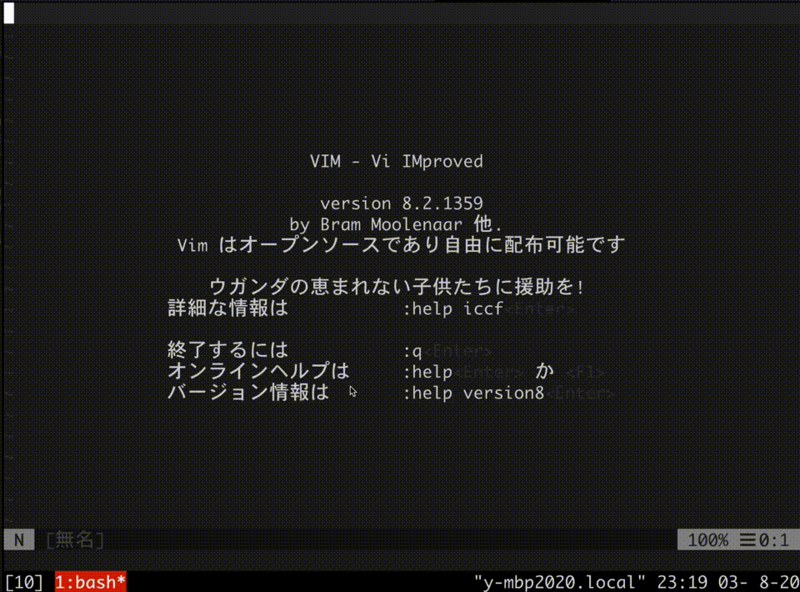 VIM - Vi IMproved
version 8.2.1359
by Bram Moolenaar 他.
Vim はオープンソースであり自由に配布可能です
ウガンダの恵まれない子供たちに援助を!
詳細な情報は :help iccf<Enter>
終了するには :q<Enter>
オンラインヘルプは :help<Enter> か <F1>
バージョン情報は :help version8<Enter>
N [無名] 100% ☰0:1
[10] 1:bash* "y-mbp2020.local" 23:19 03- 8-20